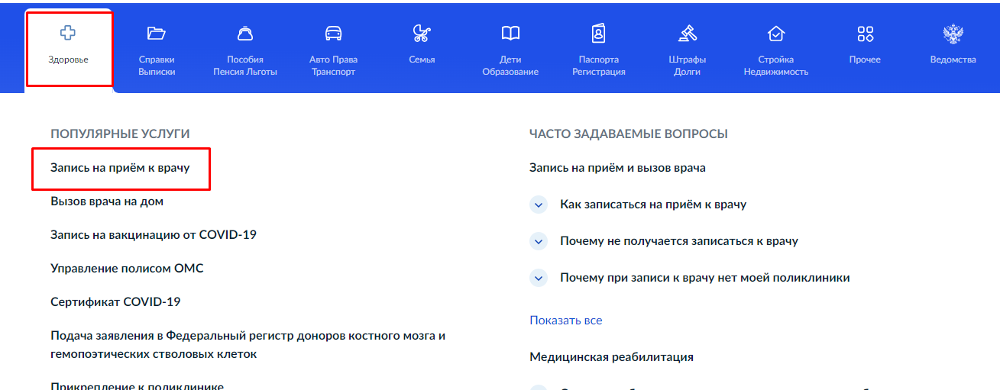 Здоровье
Справки
Выписки
Пособия
Пенсия Льготы
Авто Права
Транспорт
Семья
Дети
Образование
Паспорта
Регистрация
Штрафы
Долги
Стройка
Недвижимость
Прочее
Ведомства
ПОПУЛЯРНЫЕ УСЛУГИ
Запись на приём к врачу
Вызов врача на дом
Запись на вакцинацию от COVID-19
Управление полисом ОМС
Сертификат COVID-19
Подача заявления в Федеральный регистр доноров костного мозга и
гемопоэтических стволовых клеток
Прикрепление к поликлинике
ЧАСТО ЗАДАВАЕМЫЕ ВОПРОСЫ
Запись на приём и вызов врача
Как записаться на приём к врачу
Почему не получается записаться к врачу
Почему при записи к врачу нет моей поликлиники
Показать все
Медицинская реабилитация